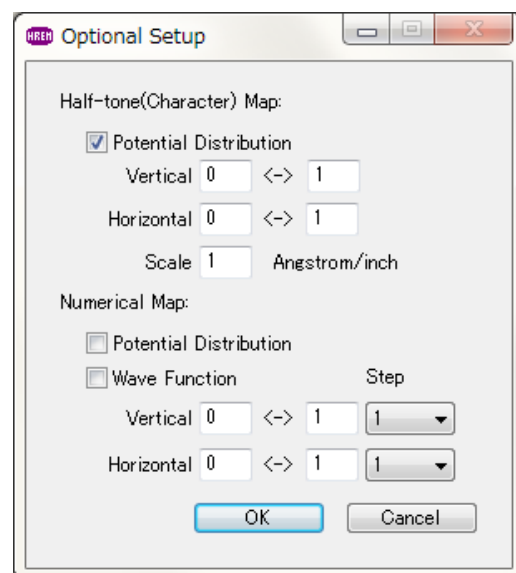 HREM Optional Setup
Half-tone(Character) Map:
Potential Distribution
Vertical 0 <-> 1
Horizontal 0 <-> 1
Scale 1 Angstrom/inch
Numerical Map:
Potential Distribution
Wave Function Step
Vertical 0 <-> 1 1
Horizontal 0 <-> 1 1
OK Cancel